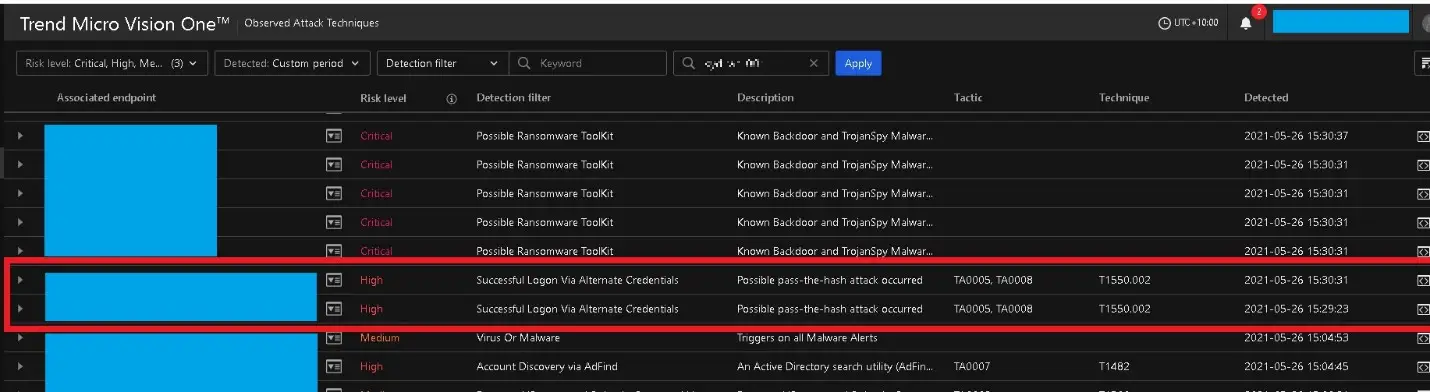 Trend Micro Vision One™ Observed Attack Techniques UTC+10:00 2
Risk level: Critical, High, Me... (3) Detected: Custom period Detection filter Keyword Apply
Associated endpoint Risk level Detection filter Description Tactic Technique Detected
Critical Possible Ransomware ToolKit Known Backdoor and TrojanSpy Malwar... 2021-05-26 15:30:37
Critical Possible Ransomware ToolKit Known Backdoor and TrojanSpy Malwar... 2021-05-26 15:30:31
Critical Possible Ransomware ToolKit Known Backdoor and TrojanSpy Malwar... 2021-05-26 15:30:31
Critical Possible Ransomware ToolKit Known Backdoor and TrojanSpy Malwar... 2021-05-26 15:30:31
Critical Possible Ransomware ToolKit Known Backdoor and TrojanSpy Malwar... 2021-05-26 15:30:31
High Successful Logon Via Alternate Credentials Possible pass-the-hash attack occurred TA0005, TA0008 T1550.002 2021-05-26 15:30:31
High Successful Logon Via Alternate Credentials Possible pass-the-hash attack occurred TA0005, TA0008 T1550.002 2021-05-26 15:29:23
Medium Virus Or Malware Triggers on all Malware Alerts 2021-05-26 15:04:53
High Account Discovery via AdFind An Active Directory search utility (AdFin... TA0007 T1482 2021-05-26 15:04:45